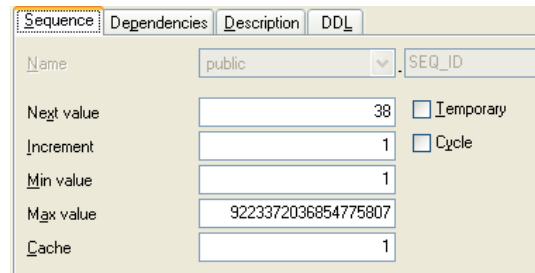 Sequence Dependencies Description DDL
Name public . SEQ_ID
Next value 38 Temporary
Increment 1 Cycle
Min value 1
Max value 9223372036854775807
Cache 1